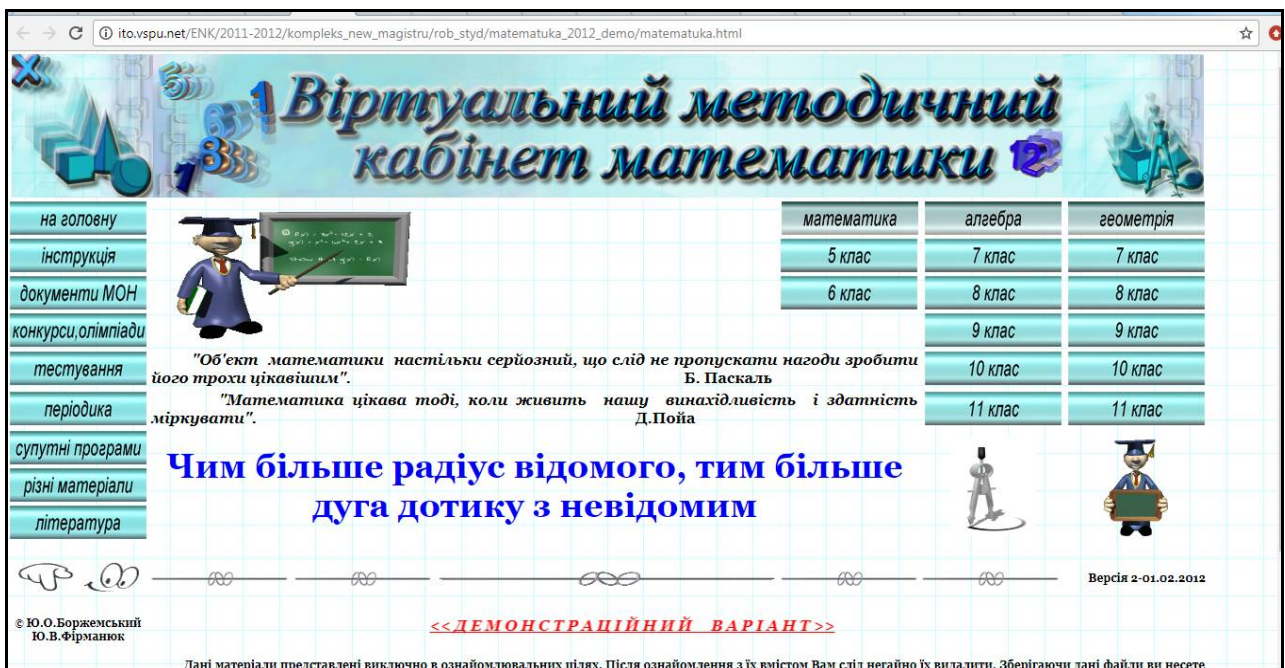 ito.vspu.net/ENK/2011-2012/kompleks_new_magistru/rob_styd/matematuka_2012_demo/matematuka.html
Віртуальний методичний
кабінет математики
на головну
інструкція
документи МОН
конкурси,олімпіади
тестування
періодика
супутні програми
різні матеріали
література
математика
5 клас
6 клас
алгебра
7 клас
8 клас
9 клас
10 клас
11 клас
геометрія
7 клас
8 клас
9 клас
10 клас
11 клас
"Об'єкт математики настільки серйозний, що слід не пропускати нагоди зробити
його трохи цікавішим". Б. Паскаль
"Математика цікава тоді, коли живить нашу винахідливість і здатність
міркувати". Д.Пойа
Чим більше радіус відомого, тим більше
дуга дотику з невідомим
Версія 2-01.02.2012
© Ю.О.Боржемський
Ю.В.Фірманюк
<<ДЕМОНСТРАЦІЙНИЙ ВАРІАНТ>>
Дані матеріали представлені виключно в ознайомлювальних цілях. Після ознайомлення з їх вмістом Вам слід негайно їх видалити. Зберігаючи дані файли ви несете